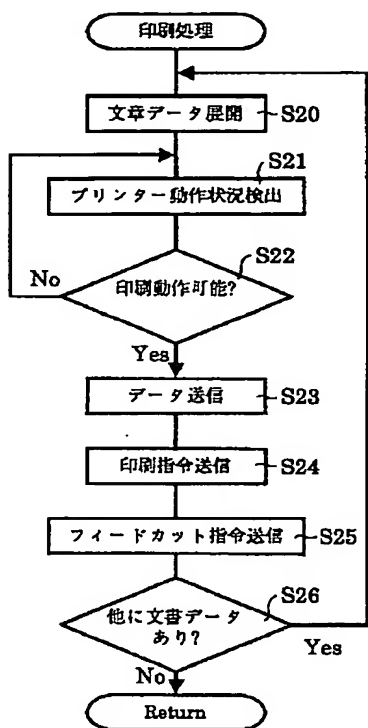 印刷処理
文章データ展開
S20
S21
プリンター動作状況検出
S22
No
印刷動作可能?
Yes
データ送信
S23
印刷指令送信
S24
フィードカット指令送信
S25
S26
他に文書データ
あり?
Yes
No
Return